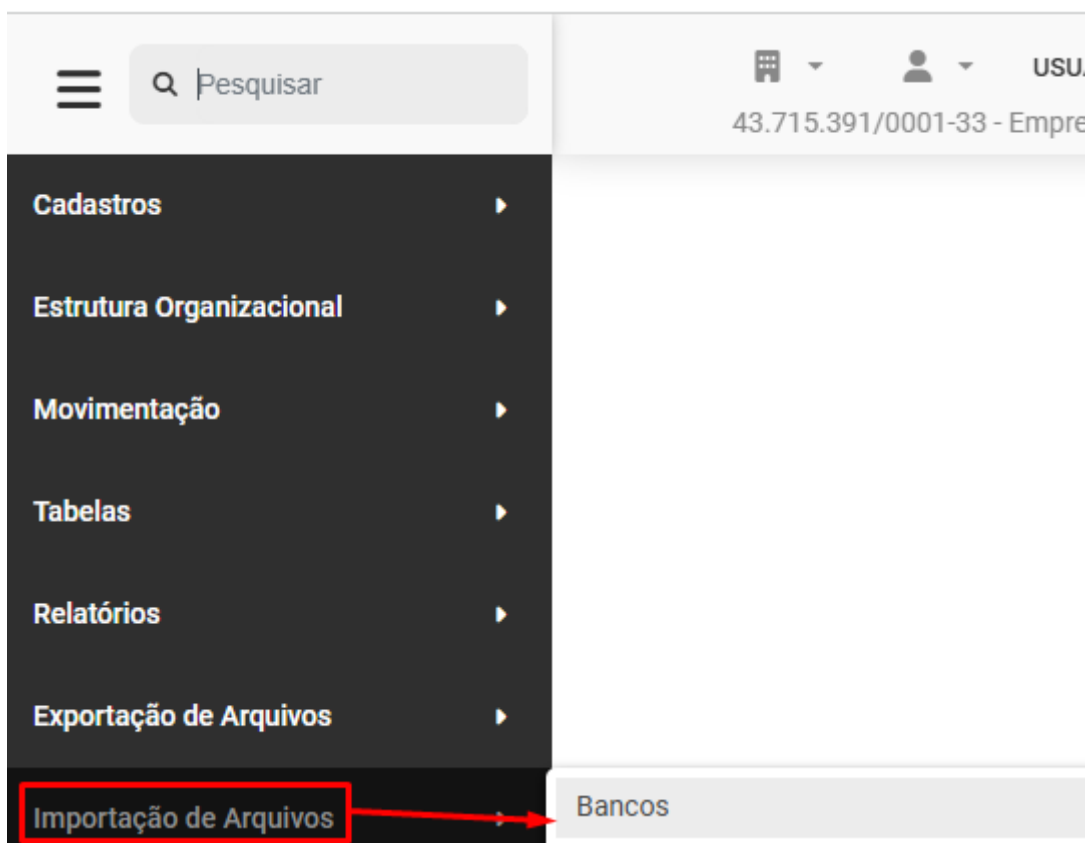 Pesquisar
USU
43.715.391/0001-33 - Empre
Cadastros
Estrutura Organizacional
Movimentação
Tabelas
Relatórios
Exportação de Arquivos
Importação de Arquivos
Bancos